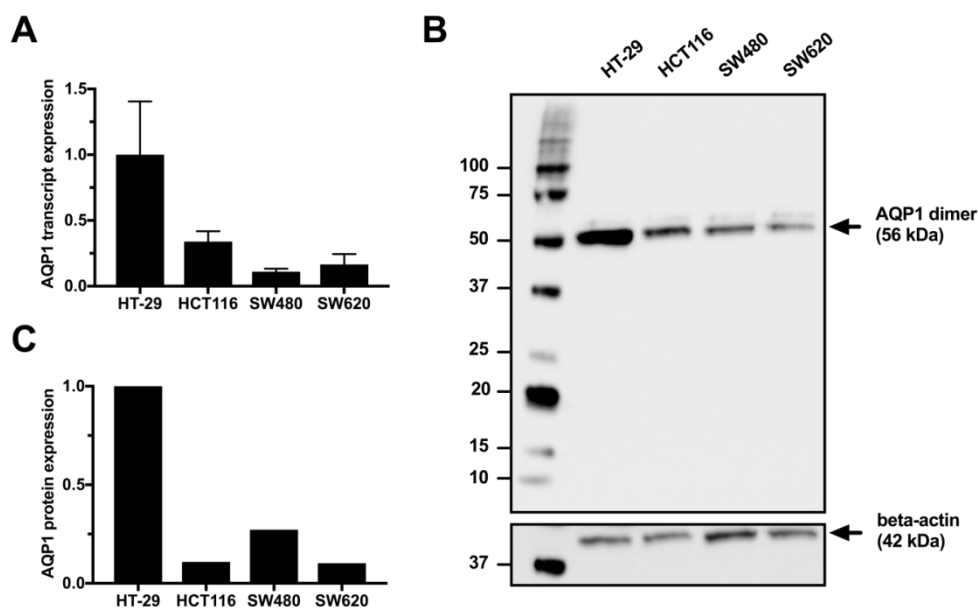 A
AQP1 transcript expression
1.5
1.0
0.5
0.0
HT-29 HCT116 SW480 SW620
B
HT-29 HCT116 SW480 SW620
100
75
50
37
25
20
15
10
AQP1 dimer
(56 kDa)
37
beta-actin
(42 kDa)
C
AQP1 protein expression
1.0
0.5
0.0
HT-29 HCT116 SW480 SW620